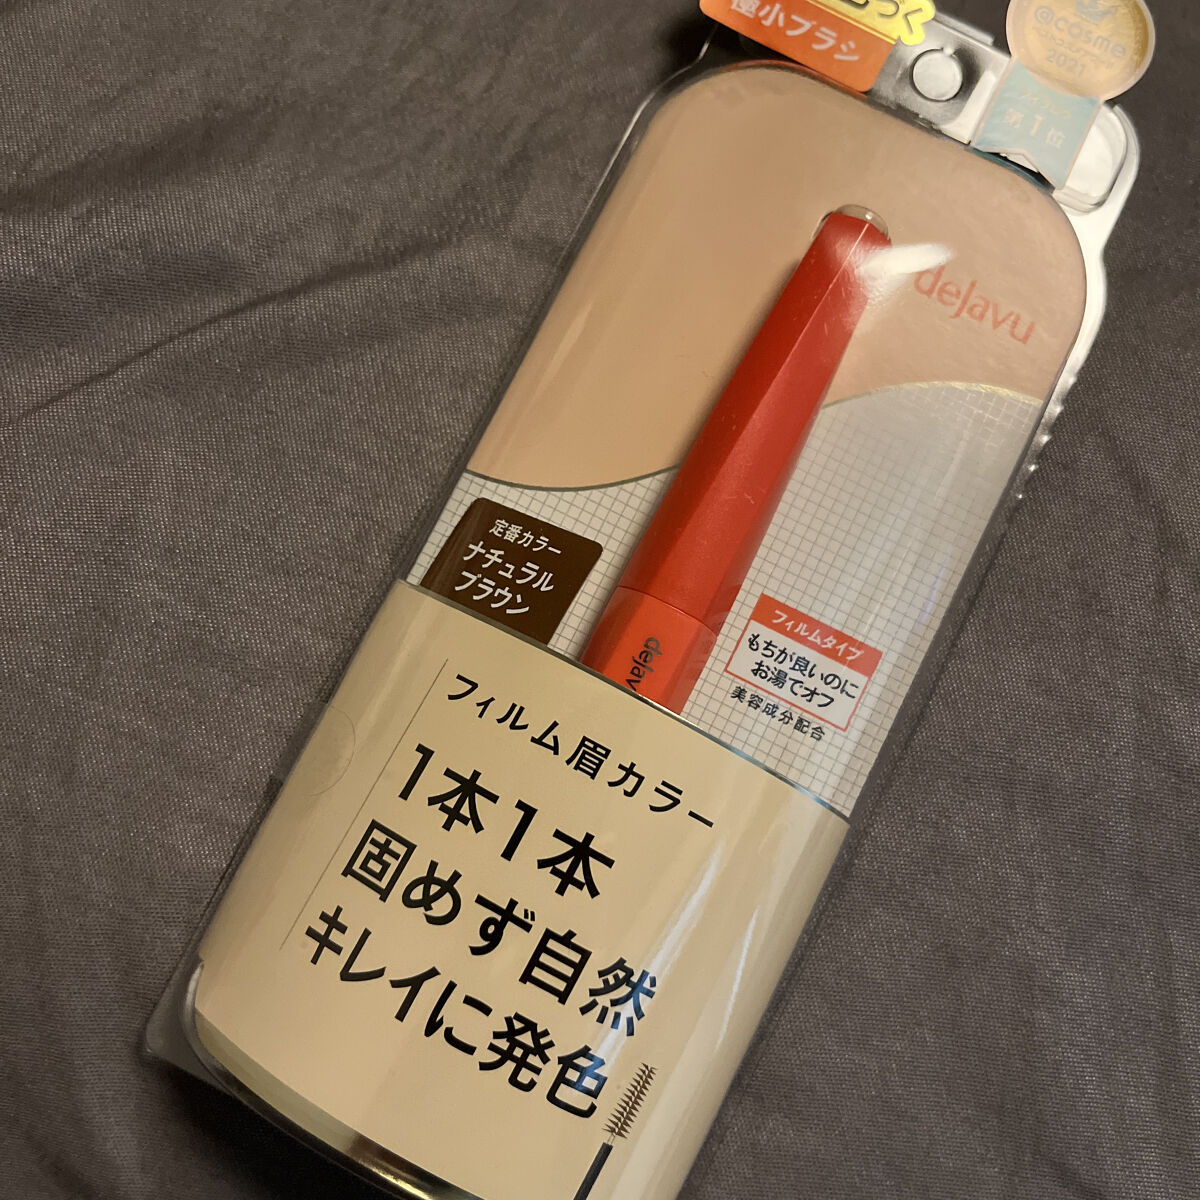 極小ブラシ
@cosme
2021
第1位
dejavu
定番カラー
ナチュラル
ブラウン
dejav
フィルムタイプ
もちが良いのに
お湯でオフ
美容成分配合
フィルム眉カラー
1本1本
固めず自然
キレイに発色